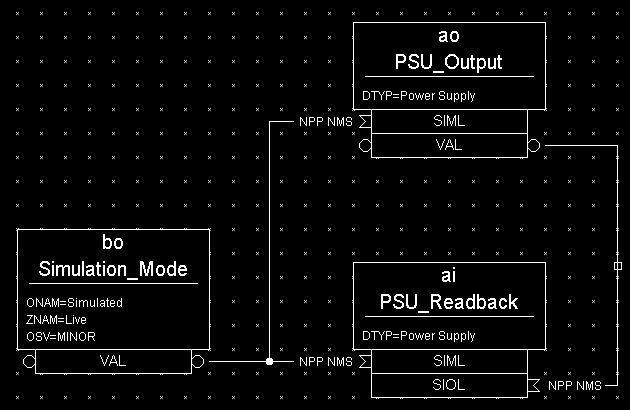 ao
PSU_Output
DTYP=Power Supply
NPP NMS
SIML
VAL
bo
Simulation_Mode
ONAM=Simulated
ZNAM=Live
OSV=MINOR
VAL
ai
PSU_Readback
DTYP=Power Supply
NPP NMS
SIML
SIOL
NPP NMS